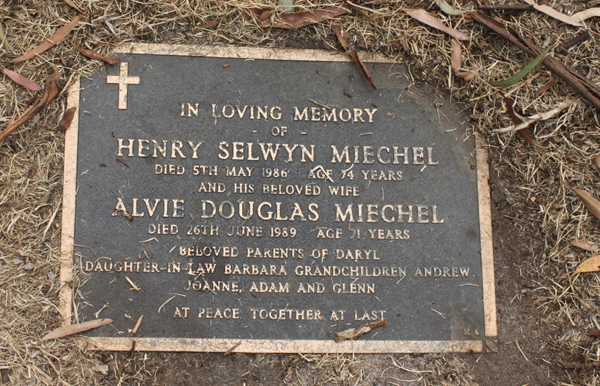 IN LOVING MEMORY
- OF -
HENRY SELWYN MIECHEL
DIED 5TH MAY 1986 AGE 74 YEARS
AND HIS BELOVED WIFE
ALVIE DOUGLAS MIECHEL
DIED 26TH JUNE 1989 AGE 71 YEARS
BELOVED PARENTS OF DARYL
DAUGHTER-IN-LAW BARBARA GRANDCHILDREN ANDREW
JOANNE, ADAM AND GLENN
AT PEACE TOGETHER AT LAST